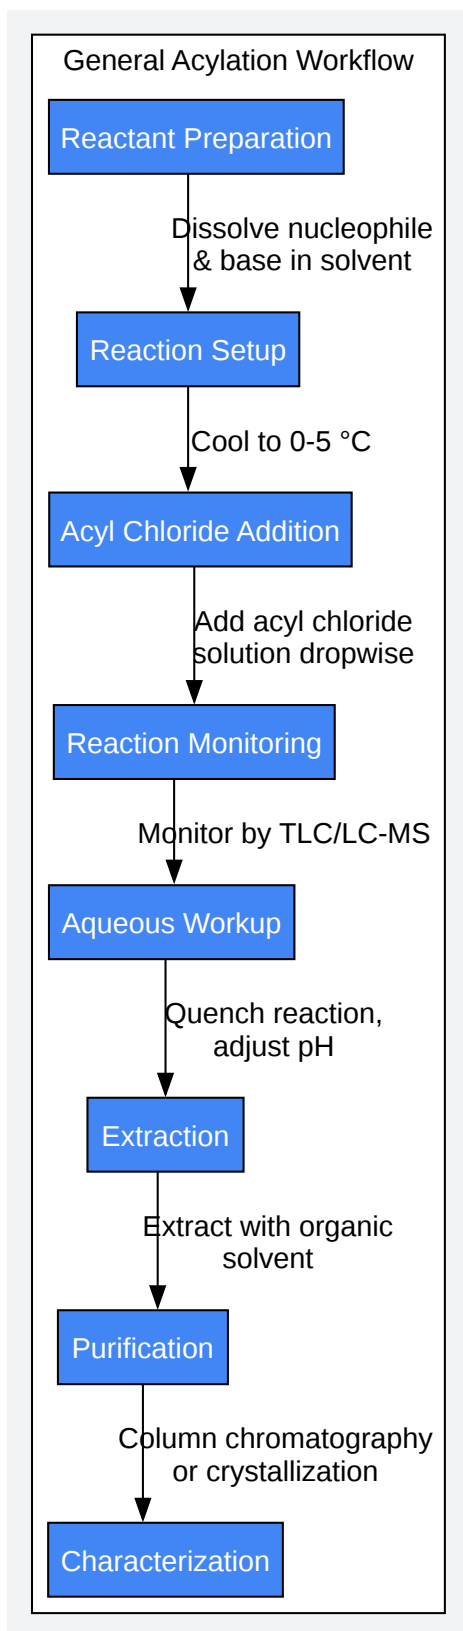 General Acylation Workflow
Reactant Preparation
Dissolve nucleophile
& base in solvent
Reaction Setup
Cool to 0-5 °C
Acyl Chloride Addition
Add acyl chloride
solution dropwise
Reaction Monitoring
Monitor by TLC/LC-MS
Aqueous Workup
Quench reaction,
adjust pH
Extraction
Extract with organic
solvent
Purification
Column chromatography
or crystallization
Characterization